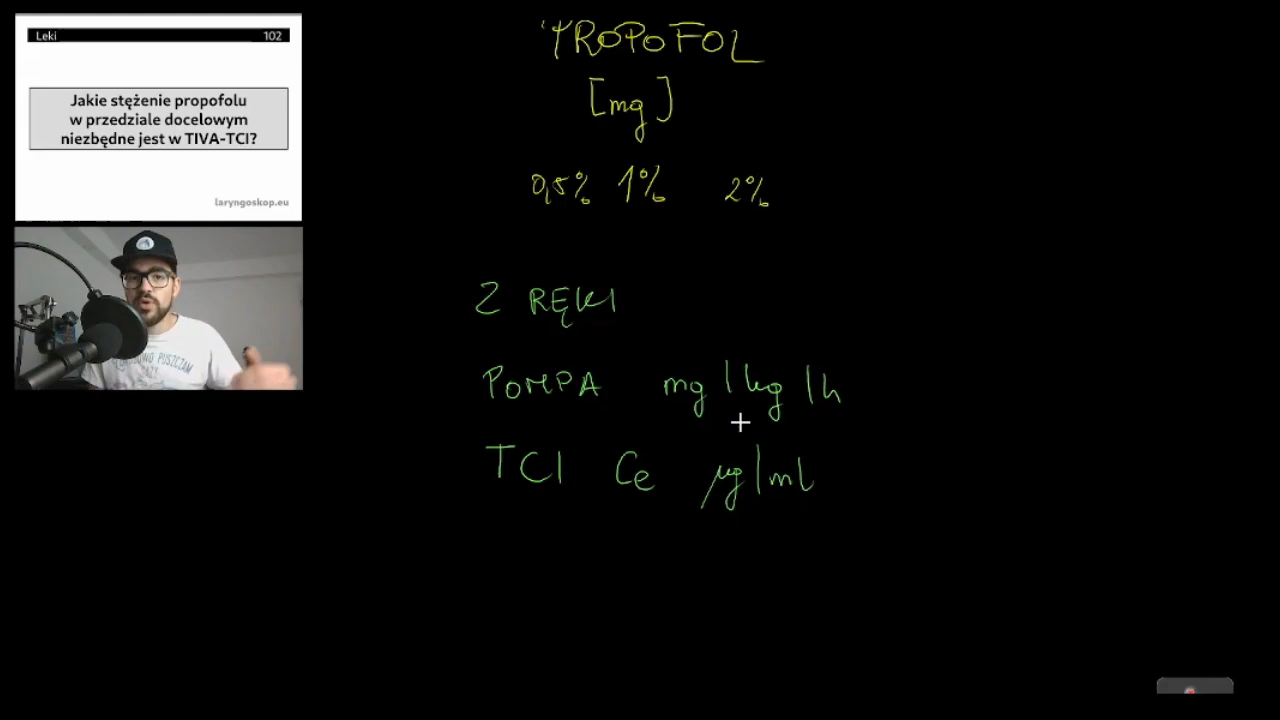 Leki 102
Jakie stężenie propofolu
w przedziale docelowym
niezbędne jest w TIVA-TCI?
laryngoskop.eu
PROPOFOL
[mg]
0,5% 1% 2%
Z RĘKI
POMPA mg/kg/h
TCI Ce µg/ml
PUSZCZAM